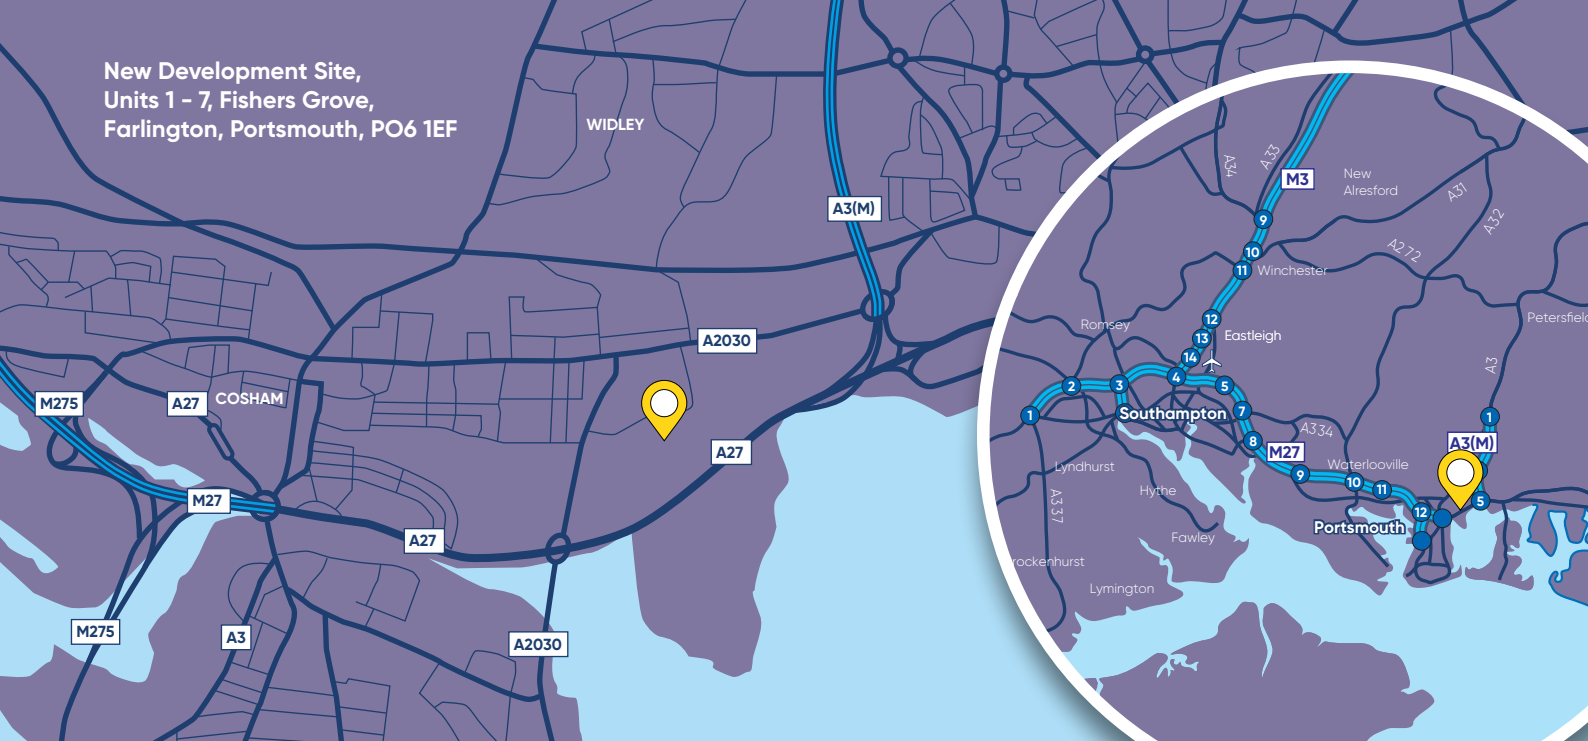 New Development Site,
Units 1 - 7, Fishers Grove,
Farlington, Portsmouth, PO6 1EF
WIDLEY
A3(M)
A2030
M275
A27
COSHAM
A27
M27
A27
M275
A3
A2030
A34
A33
M3
New
Alresford
A31
A32
9
A272
10
11
Winchester
12
Romsey
Petersfield
13
Eastleigh
14
A3
2
3
4
5
1
Southampton
7
1
8
A334
M27
A3(M)
Lyndhurst
Waterlooville
9
10
11
Hythe
A337
12
5
Portsmouth
Fawley
rockenhurst
Lymington